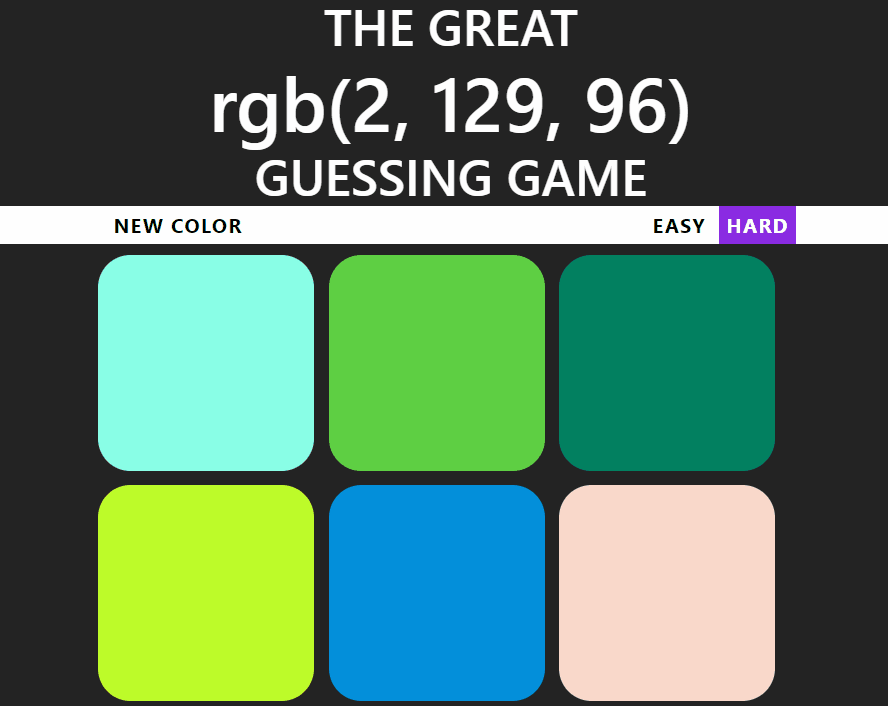 THE GREAT
rgb(2, 129, 96)
GUESSING GAME
NEW COLOR EASY HARD